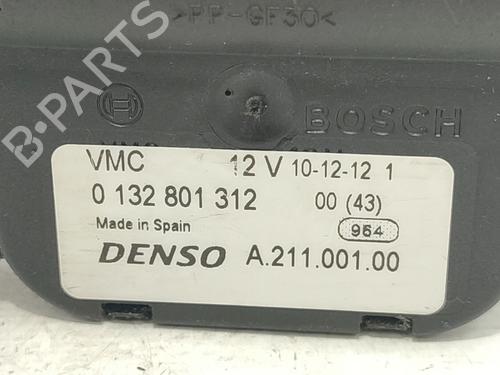 >PP-GF30<
B-PARTS
BOSCH
VMC 12 V 10-12-12 1
0 132 801 312 00 (43)
Made in Spain 954
DENSO A.211.001.00